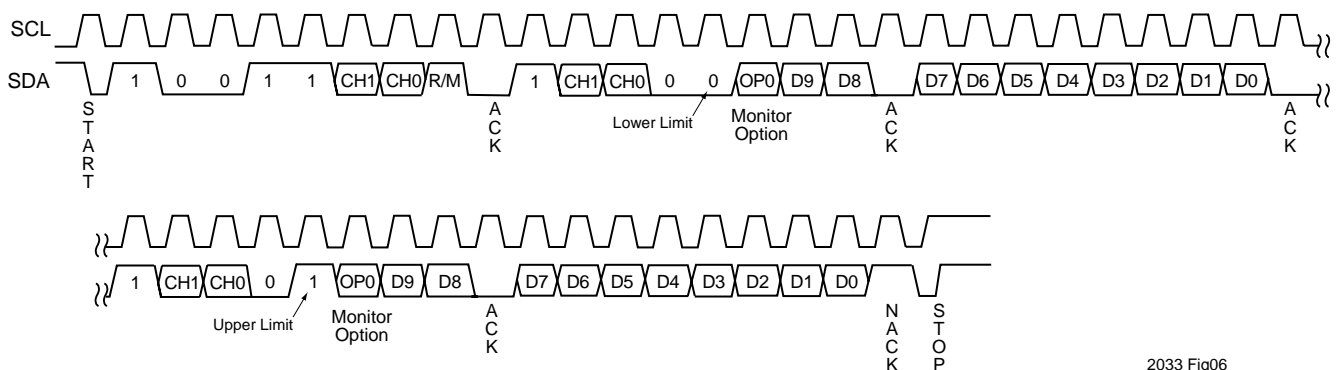 SCL
SDA
1 0 0 1 1 CH1 CH0 R/M 1 CH1 CH0 0 0 OP0 D9 D8 D7 D6 D5 D4 D3 D2 D1 D0
START
ACK
Lower Limit
Monitor
Option
ACK
ACK
1 CH1 CH0 0 1 OP0 D9 D8 D7 D6 D5 D4 D3 D2 D1 D0
Upper Limit
Monitor
Option
ACK
NACK
STOP
2033 Fig06